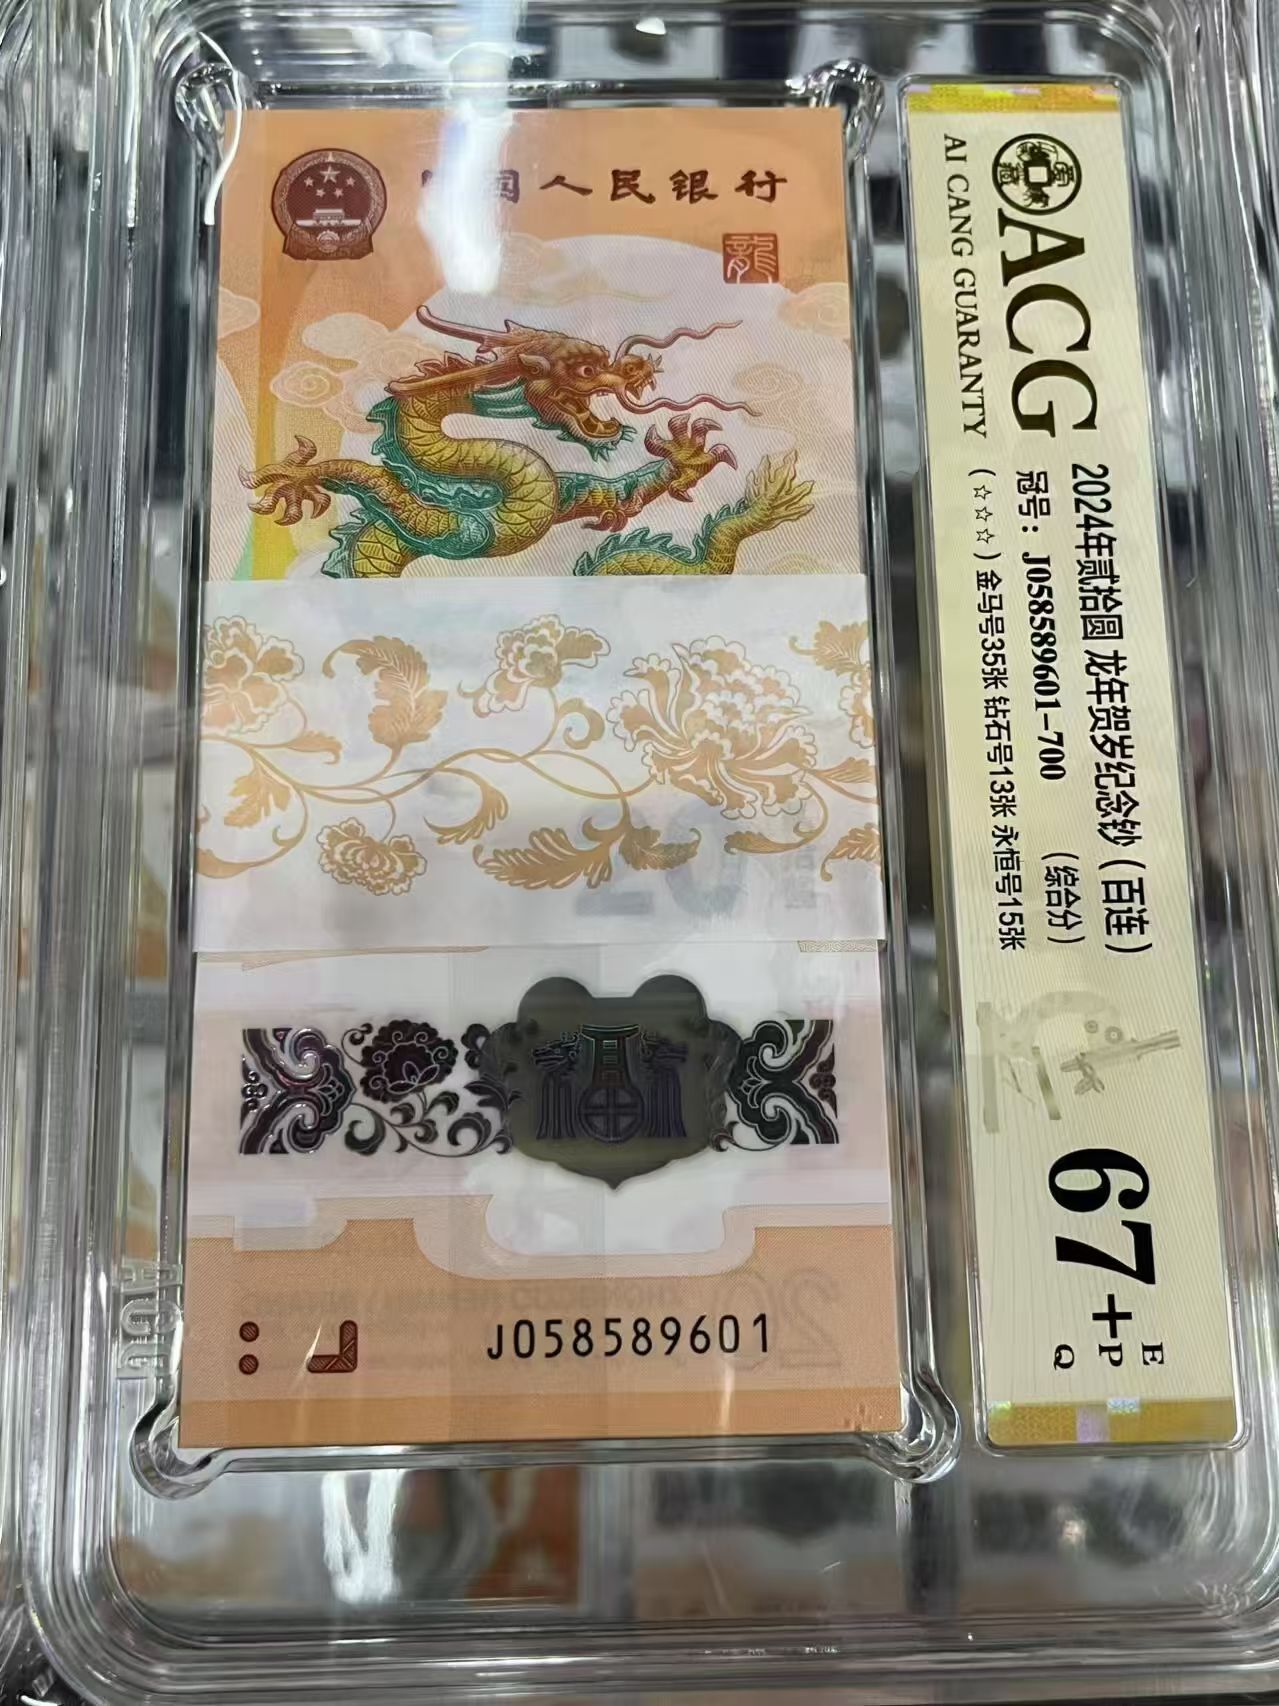 国人民银行
龍
J058589601
ACG
AI CANG GUARANTY
2024年贰拾圆 龙年贺岁纪念钞（百连）
冠号：J058589601-700 （综合分）
（☆☆☆）金马号35张 钻石号13张 永恒号15张
67+
E
P
Q
ACG
20